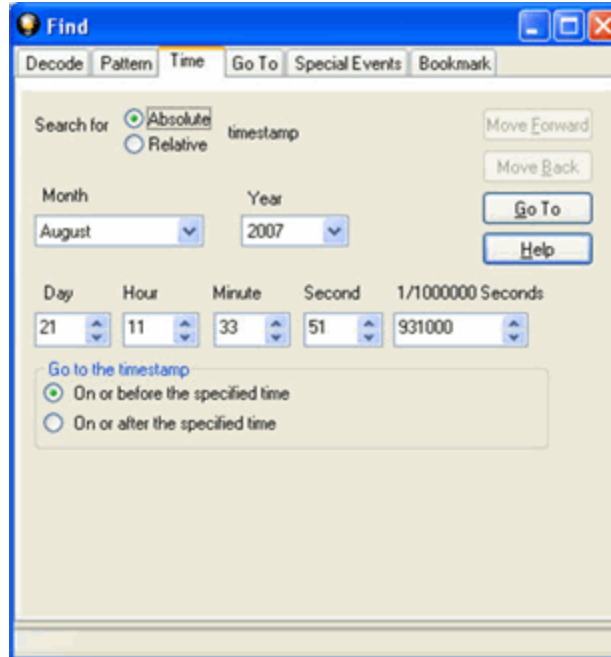 Find
Decode Pattern Time Go To Special Events Bookmark
Search for Absolute timestamp
Relative
Move Forward
Move Back
Month Year
Go To
August 2007
Help
Day Hour Minute Second 1/1000000 Seconds
21 11 33 51 931000
Go to the timestamp
On or before the specified time
On or after the specified time